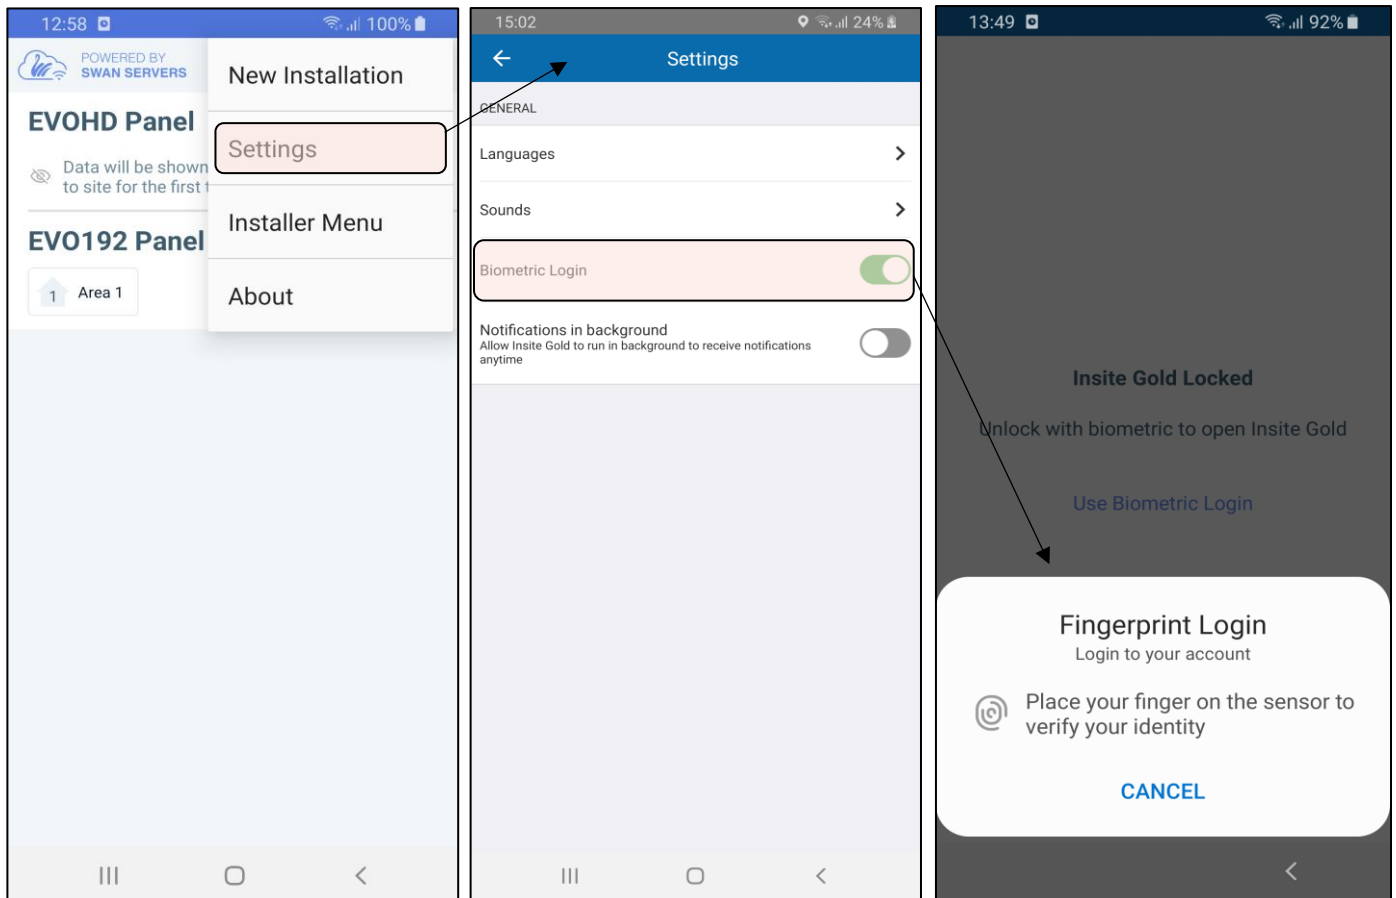 12:58
100%
POWERED BY
SWAN SERVERS
EVOHD Panel
Data will be shown
to site for the first
EVO192 Panel
1
Area 1
New Installation
Settings
Installer Menu
About
15:02
24%
Settings
GENERAL
Languages
Sounds
Biometric Login
Notifications in background
Allow Insite Gold to run in background to receive notifications
anytime
13:49
92%
Insite Gold Locked
Unlock with biometric to open Insite Gold
Use Biometric Login
Fingerprint Login
Login to your account
Place your finger on the sensor to
verify your identity
CANCEL